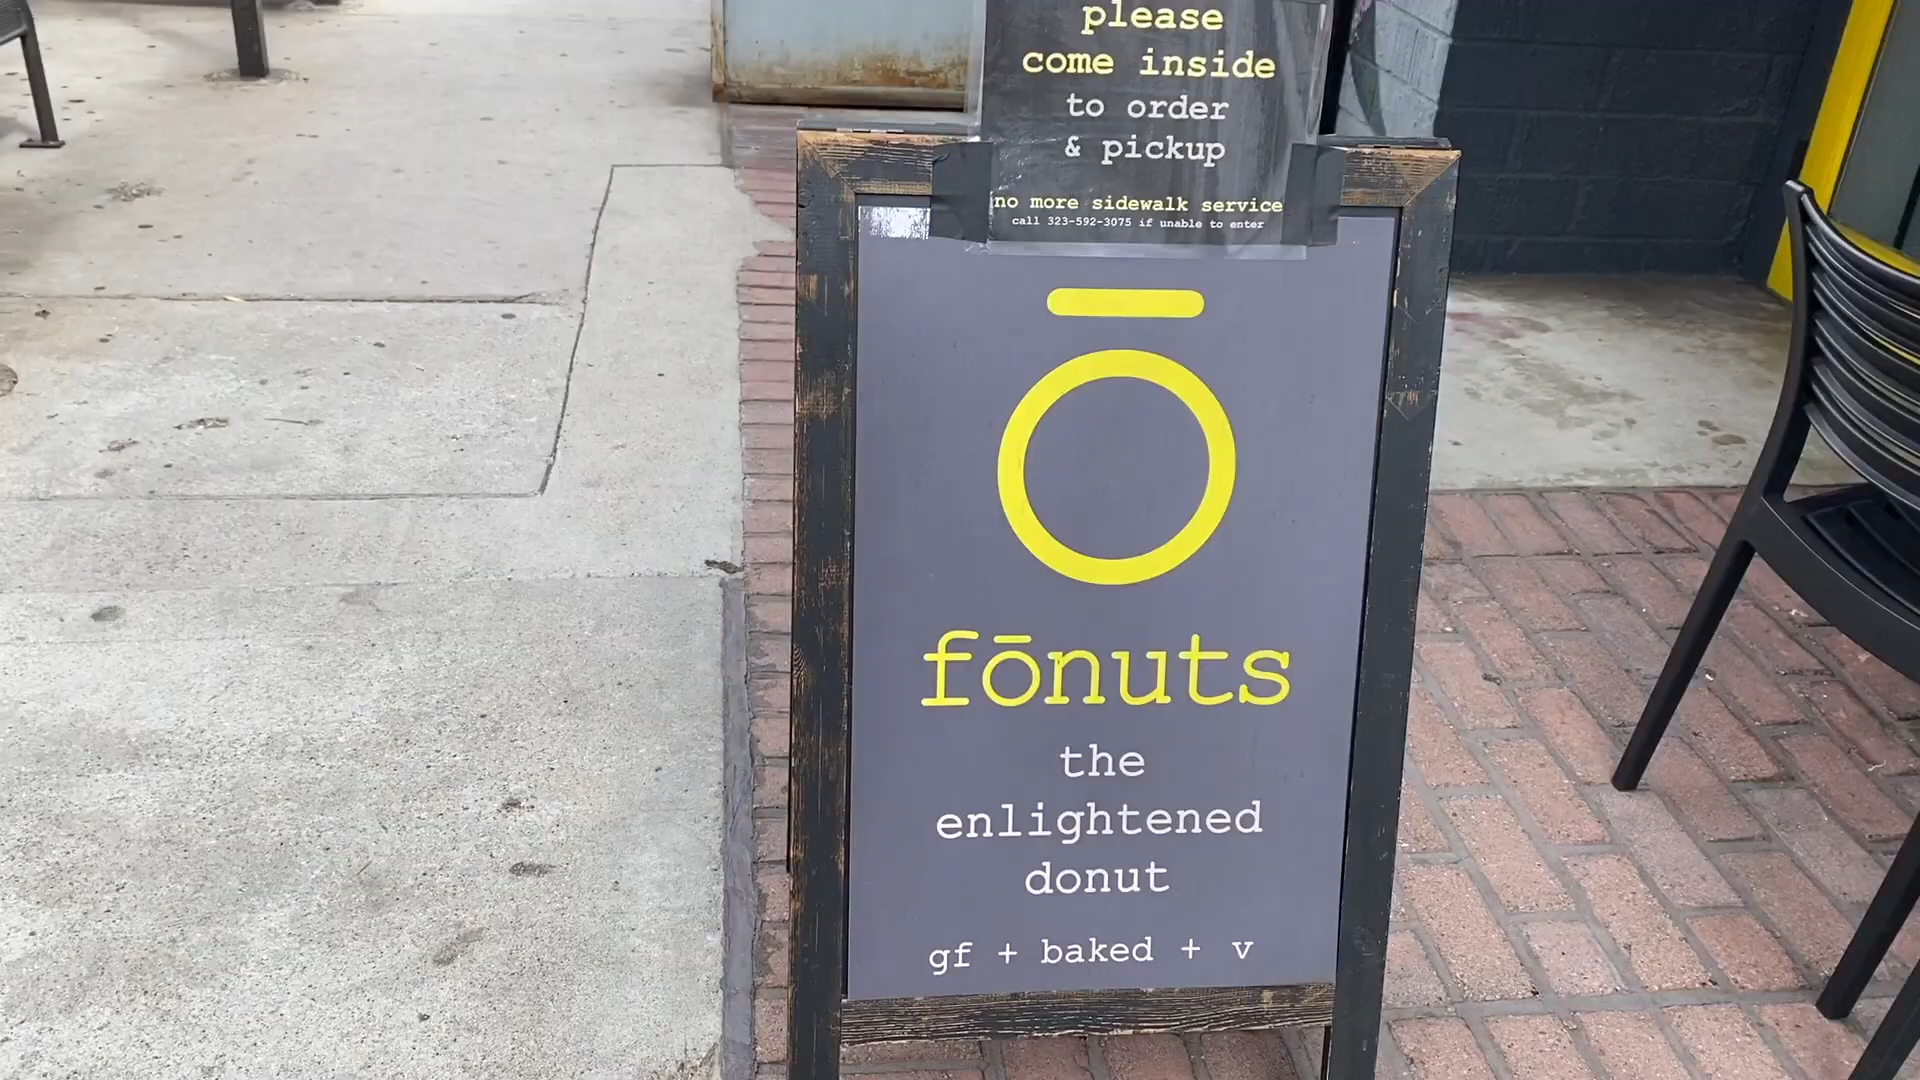 please
come inside
to order
& pickup
no more sidewalk service
call 323-592-3075 if unable to enter
ō
fōnuts
the
enlightened
donut
gf + baked + v